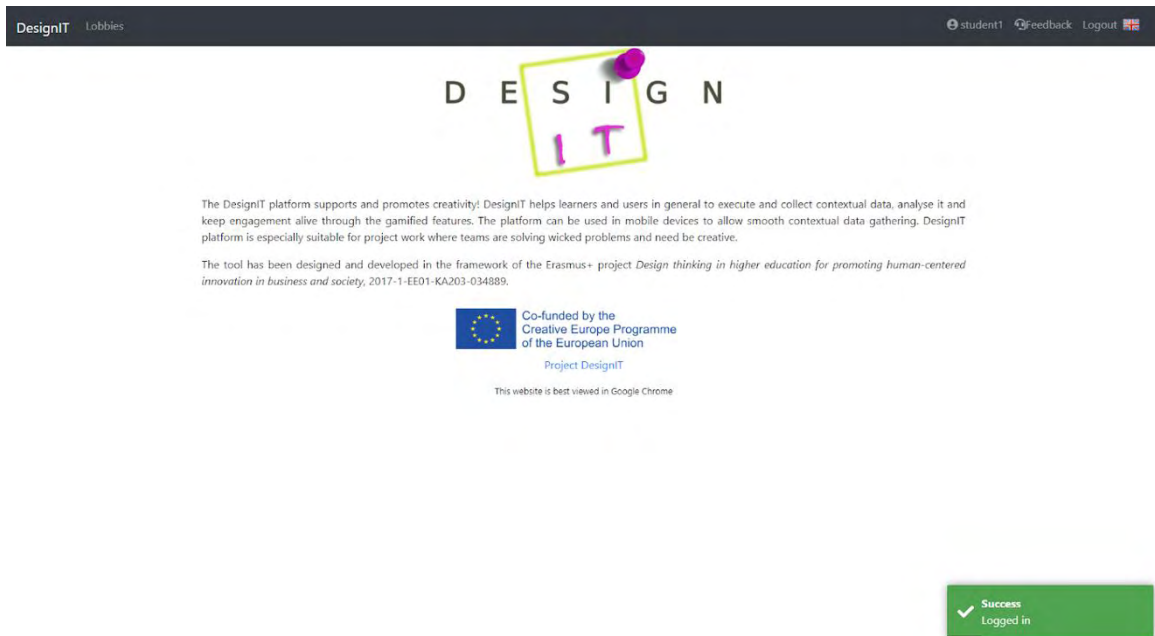 DesignIT Lobbies student1 Feedback Logout
D E S I G N
I T
The DesignIT platform supports and promotes creativity! DesignIT helps learners and users in general to execute and collect contextual data, analyse it and
keep engagement alive through the gamified features. The platform can be used in mobile devices to allow smooth contextual data gathering. DesignIT
platform is especially suitable for project work where teams are solving wicked problems and need be creative.
The tool has been designed and developed in the framework of the Erasmus+ project Design thinking in higher education for promoting human-centered
innovation in business and society, 2017-1-EE01-KA203-034889.
Co-funded by the
Creative Europe Programme
of the European Union
Project DesignIT
This website is best viewed in Google Chrome
Success
Logged in